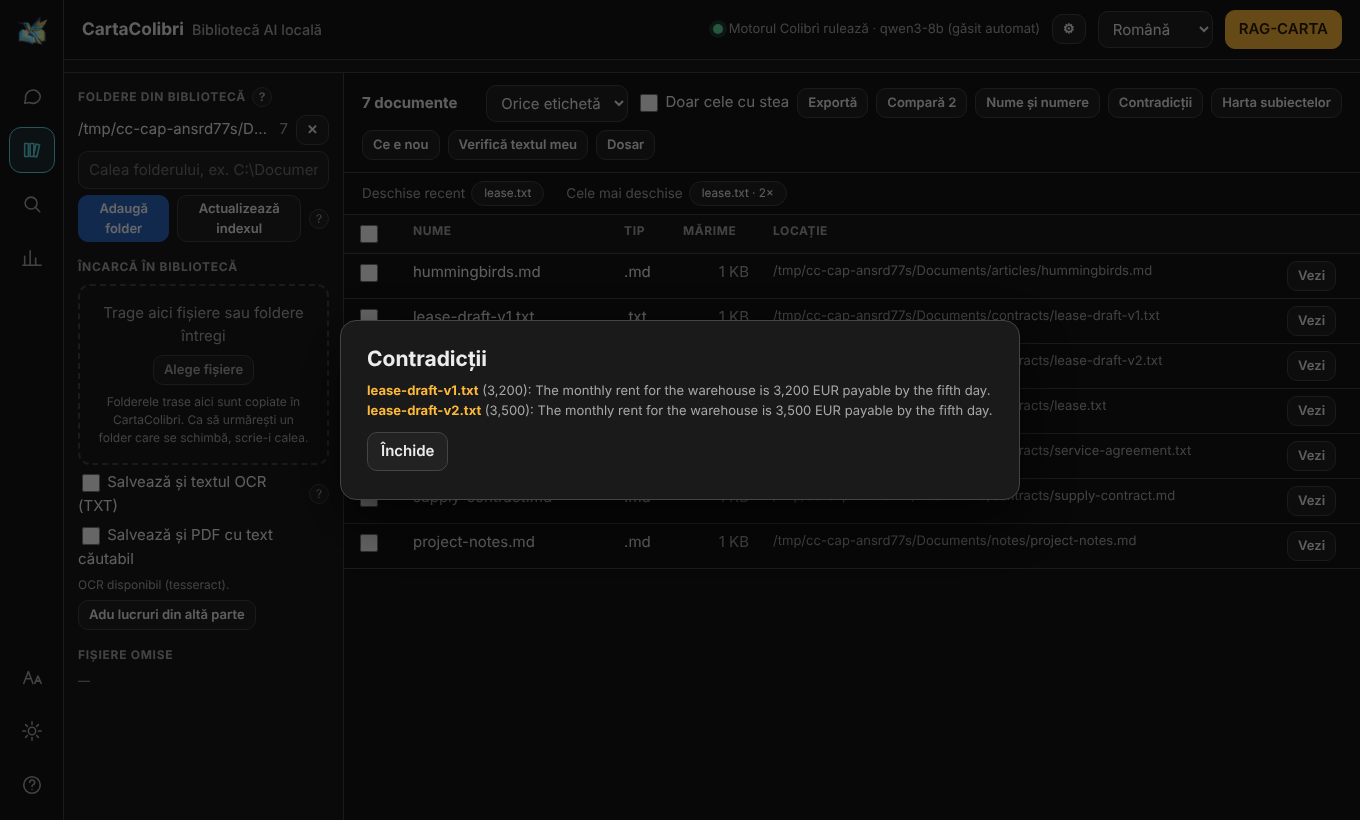 CartaColibri Bibliotecă AI locală
Motorul Colibri rulează · qwen3-8b (găsit automat)
Română
RAG-CARTA
FOLDERE DIN BIBLIOTECĂ ?
/tmp/cc-cap-ansrd77s/D... 7 ×
Calea folderului, ex. C:\Documen
Adaugă
folder
Actualizează
indexul
?
ÎNCARCĂ ÎN BIBLIOTECĂ
Trage aici fișiere sau foldere
întregi
Alege fișiere
Folderele trase aici sunt copiate în
CartaColibri. Ca să urmărești un
folder care se schimbă, scrie-i calea.
Salvează și textul OCR
(TXT)
?
Salvează și PDF cu text
căutabil
OCR disponibil (tesseract).
Adu lucruri din altă parte
FIȘIERE OMISE
—
7 documente
Orice etichetă
Doar cele cu stea
Exportă
Compară 2
Nume și numere
Contradicții
Harta subiectelor
Ce e nou
Verifică textul meu
Dosar
Deschise recent lease.txt Cele mai deschise lease.txt · 2×
NUME TIP MĂRIME LOCAȚIE
hummingbirds.md .md 1 KB /tmp/cc-cap-ansrd77s/Documents/articles/hummingbirds.md Vezi
lease-draft-v1.txt .txt 1 KB /tmp/cc-cap-ansrd77s/Documents/contracts/lease-draft-v1.txt Vezi
racts/lease-draft-v2.txt Vezi
racts/lease.txt Vezi
racts/service-agreement.txt Vezi
supply-contract.md racts/supply-contract.md Vezi
project-notes.md .md 1 KB /tmp/cc-cap-ansrd77s/Documents/notes/project-notes.md Vezi
Contradicții
lease-draft-v1.txt (3,200): The monthly rent for the warehouse is 3,200 EUR payable by the fifth day.
lease-draft-v2.txt (3,500): The monthly rent for the warehouse is 3,500 EUR payable by the fifth day.
Închide
AA
?